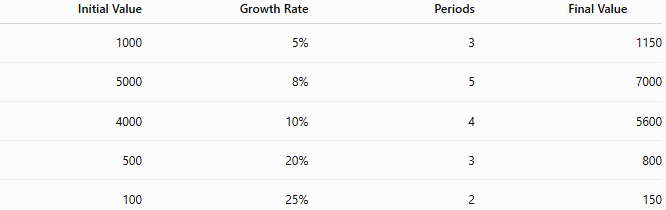 Initial Value Growth Rate Periods Final Value
1000 5% 3 1150
5000 8% 5 7000
4000 10% 4 5600
500 20% 3 800
100 25% 2 150